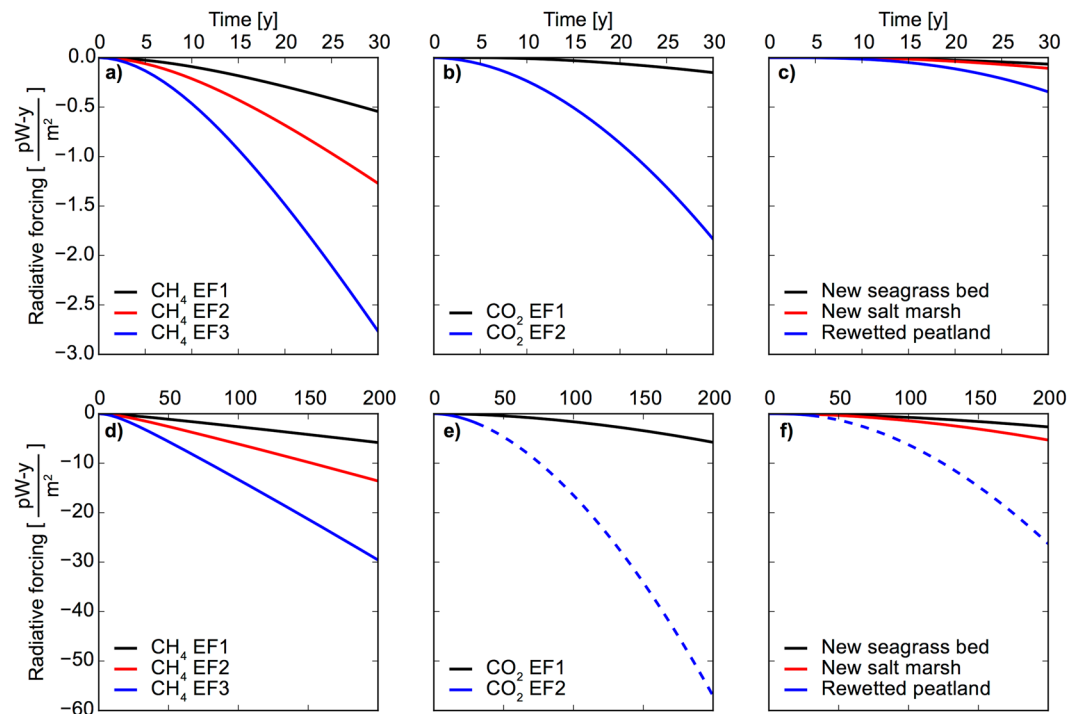 Time [y]
Time [y]
Time [y]
0 5 10 15 20 25 30
0 5 10 15 20 25 30
0 5 10 15 20 25 30
0.0
−0.5
−1.0
−1.5
−2.0
−2.5
−3.0
Radiative forcing [ pW-y / m² ]
a)
CH₄ EF1
CH₄ EF2
CH₄ EF3
b)
CO₂ EF1
CO₂ EF2
c)
New seagrass bed
New salt marsh
Rewetted peatland
0 50 100 150 200
50 100 150 200
50 100 150 200
0
−10
−20
−30
−40
−50
−60
Radiative forcing [ pW-y / m² ]
d)
CH₄ EF1
CH₄ EF2
CH₄ EF3
e)
CO₂ EF1
CO₂ EF2
f)
New seagrass bed
New salt marsh
Rewetted peatland